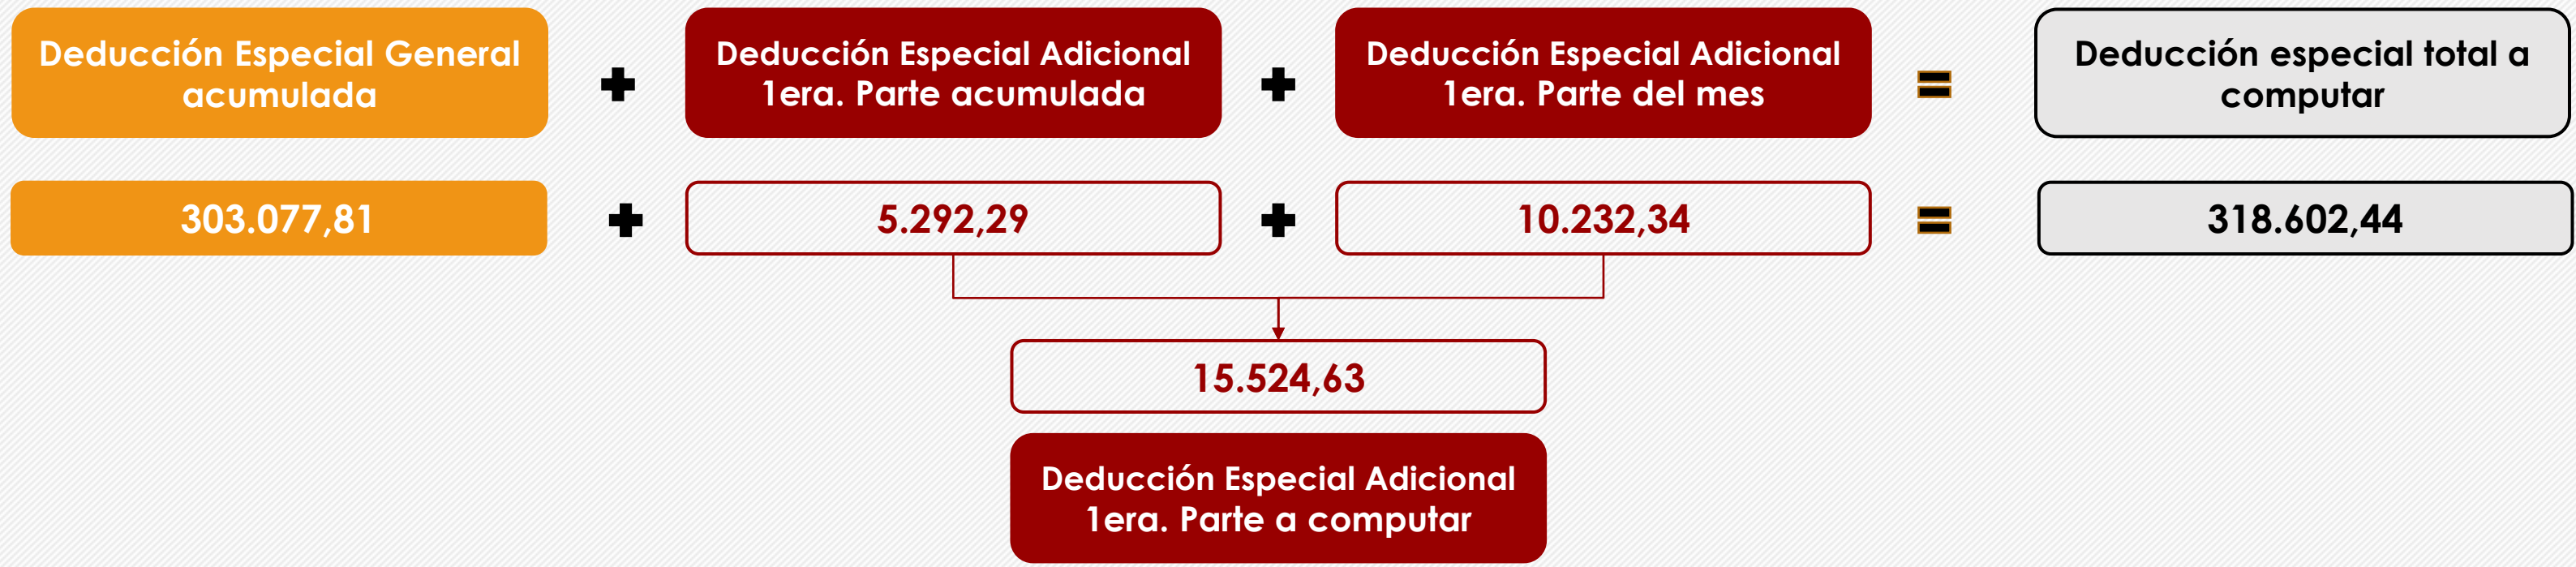 Deducción Especial General
acumulada
Deducción Especial Adicional
1era. Parte acumulada
Deducción Especial Adicional
1era. Parte del mes
Deducción especial total a
computar
303.077,81
5.292,29
10.232,34
318.602,44
15.524,63
Deducción Especial Adicional
1era. Parte a computar